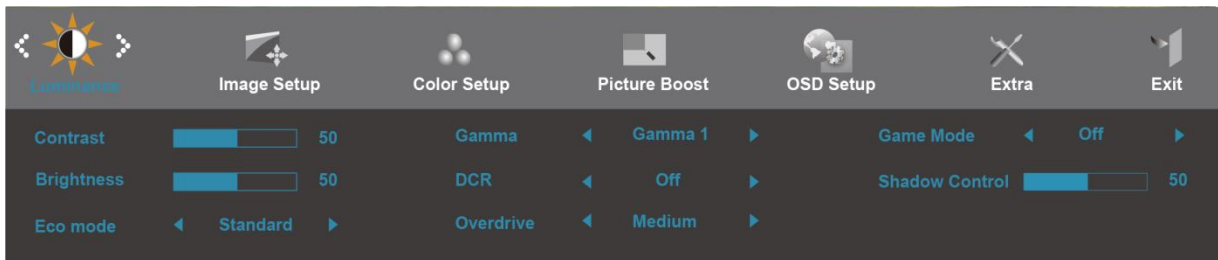 Luminance Image Setup Color Setup Picture Boost OSD Setup Extra Exit
Contrast 50 Gamma Gamma 1 Game Mode Off
Brightness 50 DCR Off Shadow Control 50
Eco mode Standard Overdrive Medium